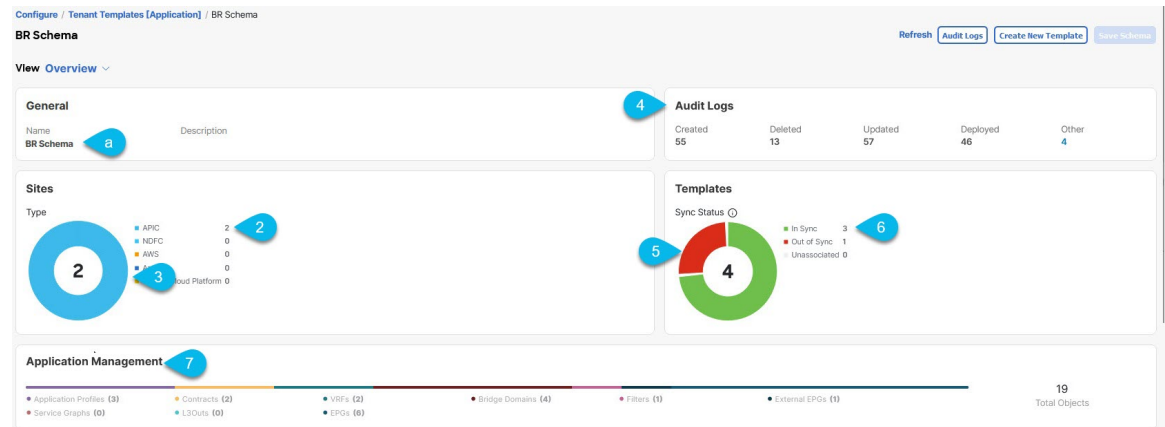 Configure / Tenant Templates [Application] / BR Schema
BR Schema
Refresh Audit Logs Create New Template Save Schema
View Overview
General
Name Description
BR Schema a
4 Audit Logs
Created Deleted Updated Deployed Other
55 13 57 46 4
Sites
Type
APIC 2 2
NDFC 0
AWS 0
0
loud Platform 0
2
3
Templates
Sync Status
In Sync 3 6
Out of Sync 1
Unassociated 0
5
4
Application Management 7
Application Profiles (3) Contracts (2) VRFs (2) Bridge Domains (4) Filters (1) External EPGs (1)
Service Graphs (0) L3Outs (0) EPGs (6)
19
Total Objects